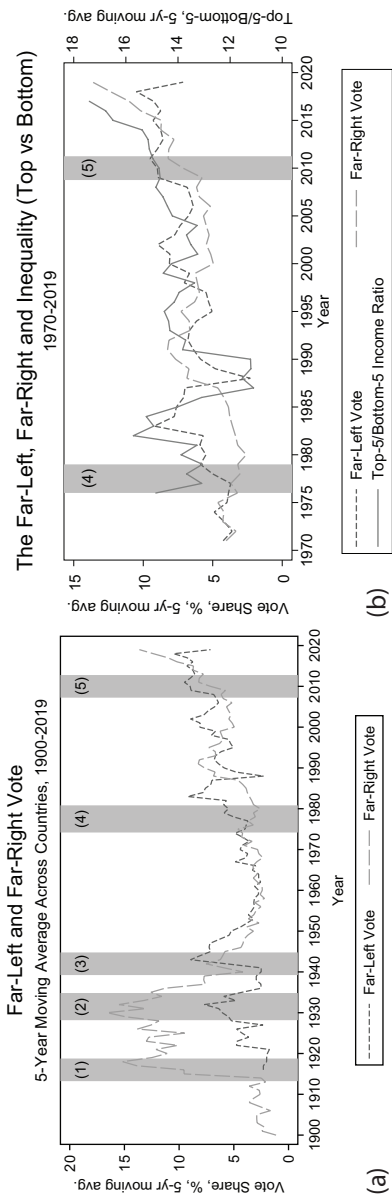 Far-Left and Far-Right Vote
5-Year Moving Average Across Countries, 1900-2019
(1) (2) (3) (4) (5)
20
15
10
5
0
Vote Share, %, 5-yr moving avg.
1900 1910 1920 1930 1940 1950 1960 1970 1980 1990 2000 2010 2020
Year
Far-Left Vote Far-Right Vote
(a)
The Far-Left, Far-Right and Inequality (Top vs Bottom)
1970-2019
(4) (5)
15
10
5
0
Vote Share, %, 5-yr moving avg.
17
16
15
14
13
12
11
10
Top-5/Bottom-5, 5-yr moving avg.
1970 1975 1980 1985 1990 1995 2000 2005 2010 2015 2020
Year
Far-Left Vote Far-Right Vote
Top-5/Bottom-5 Income Ratio
(b)